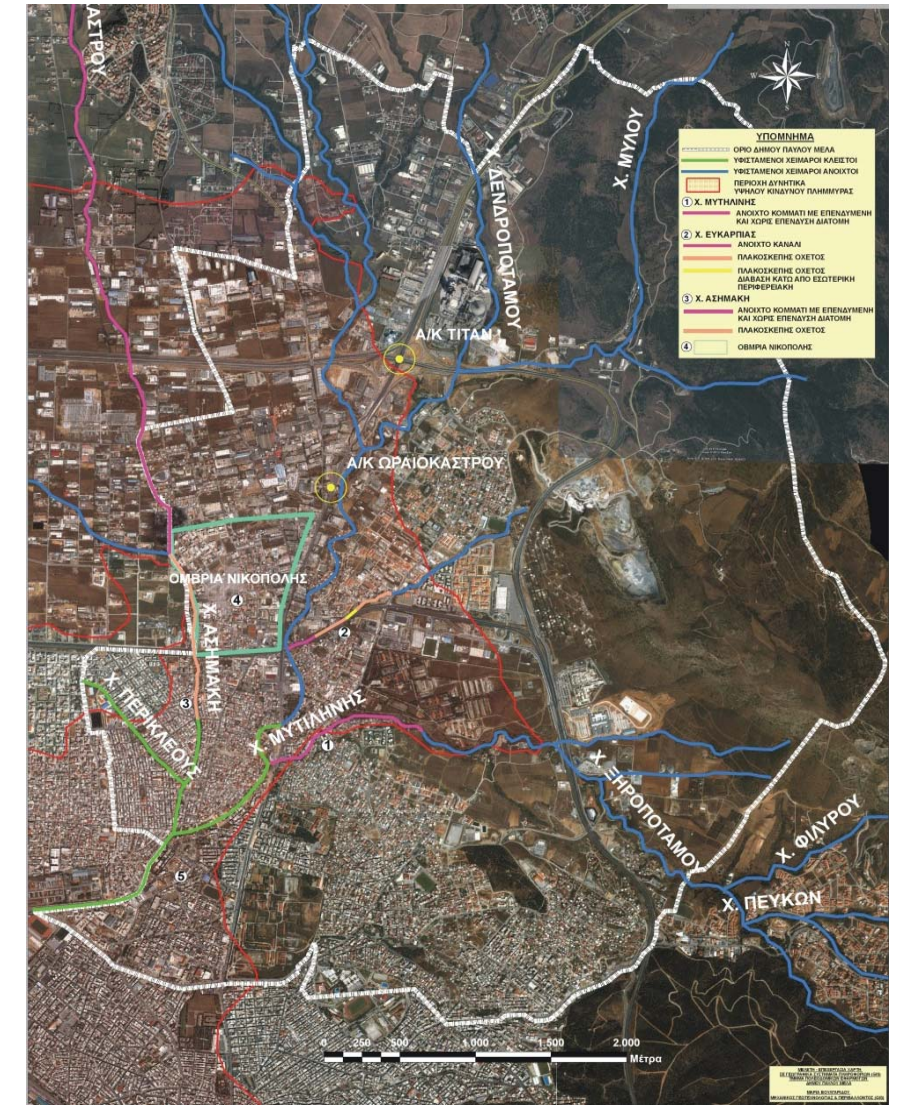 ΑΣΤΡΟΥ
N
W
S
Χ. ΜΥΛΟΥ
Χ. ΔΕΝΔΡΟΠΟΤΑΜΟΥ
ΥΠΟΜΝΗΜΑ
ΟΡΙΟ ΔΗΜΟΥ ΠΑΥΛΟΥ ΜΕΛΑ
ΥΦΙΣΤΑΜΕΝΟΙ ΧΕΙΜΑΡΟΙ ΚΛΕΙΣΤΟΙ
ΥΦΙΣΤΑΜΕΝΟΙ ΧΕΙΜΑΡΟΙ ΑΝΟΙΧΤΟΙ
ΠΕΡΙΟΧΗ ΔΥΝΗΤΙΚΑ
ΥΨΗΛΟΥ ΚΙΝΔΥΝΟΥ ΠΛΗΜΜΥΡΑΣ
1 Χ. ΜΥΤΗΛΙΝΗΣ
ΑΝΟΙΧΤΟ ΚΟΜΜΑΤΙ ΜΕ ΕΠΕΝΔΥΜΕΝΗ
ΚΑΙ ΧΩΡΙΣ ΕΠΕΝΔΥΣΗ ΔΙΑΤΟΜΗ
2 Χ. ΕΥΚΑΡΠΙΑΣ
ΑΝΟΙΧΤΟ ΚΑΝΑΛΙ
ΠΛΑΚΟΣΚΕΠΗΣ ΟΧΕΤΟΣ
ΠΛΑΚΟΣΚΕΠΗΣ ΟΧΕΤΟΣ
ΔΙΑΒΑΣΗ ΚΑΤΩ ΑΠΟ ΕΣΩΤΕΡΙΚΗ
ΠΕΡΙΦΕΡΕΙΑΚΗ
3 Χ. ΑΣΗΜΑΚΗ
ΑΝΟΙΧΤΟ ΚΟΜΜΑΤΙ ΜΕ ΕΠΕΝΔΥΜΕΝΗ
ΚΑΙ ΧΩΡΙΣ ΕΠΕΝΔΥΣΗ ΔΙΑΤΟΜΗ
ΠΛΑΚΟΣΚΕΠΗΣ ΟΧΕΤΟΣ
4 ΟΒΜΡΙΑ ΝΙΚΟΠΟΛΗΣ
Α/Κ ΤΙΤΑΝ
Α/Κ ΩΡΑΙΟΚΑΣΤΡΟΥ
ΟΜΒΡΙΑ ΝΙΚΟΠΟΛΗΣ
4
Χ. ΑΣΗΜΑΚΗ
2
3
Χ. ΠΕΡΙΚΛΕΟΥΣ
Χ. ΜΥΤΙΛΗΝΗΣ
1
Χ. ΞΗΡΟΠΟΤΑΜΟΥ
Χ. ΦΙΛΥΡΟΥ
Χ. ΠΕΥΚΩΝ
5
0 250 500 1.000 1.500 2.000
Μέτρα